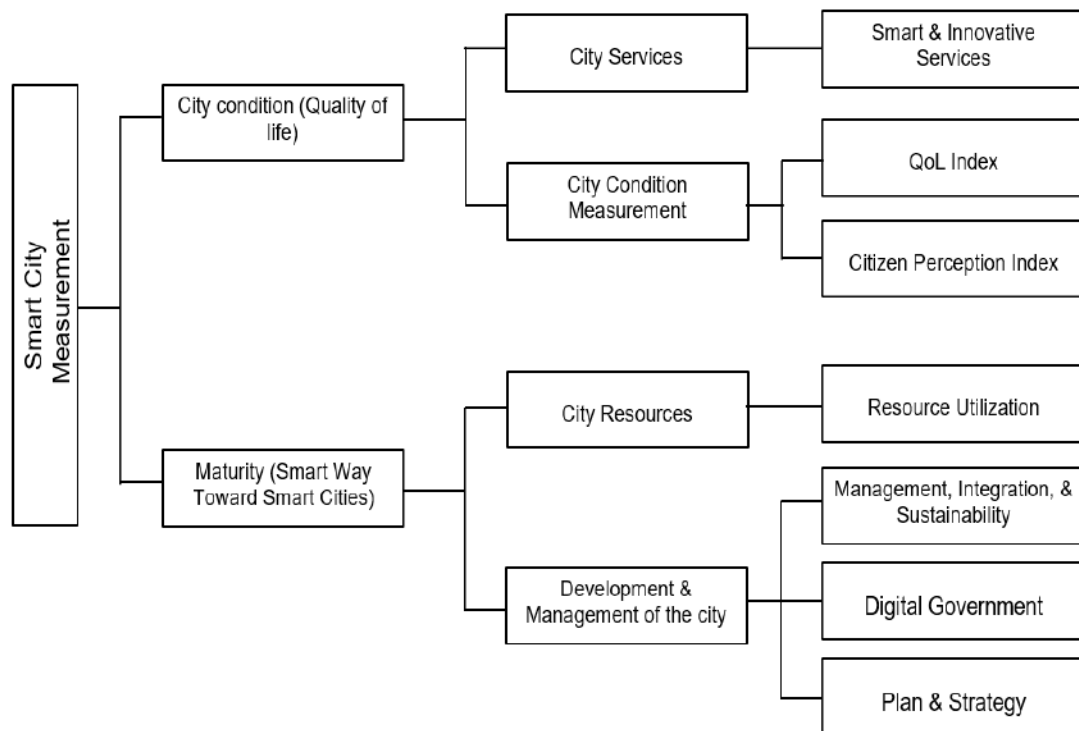 Smart City
Measurement
City condition (Quality of
life)
Maturity (Smart Way
Toward Smart Cities)
City Services
City Condition
Measurement
City Resources
Development &
Management of the city
Smart & Innovative
Services
QoL Index
Citizen Perception Index
Resource Utilization
Management, Integration, &
Sustainability
Digital Government
Plan & Strategy